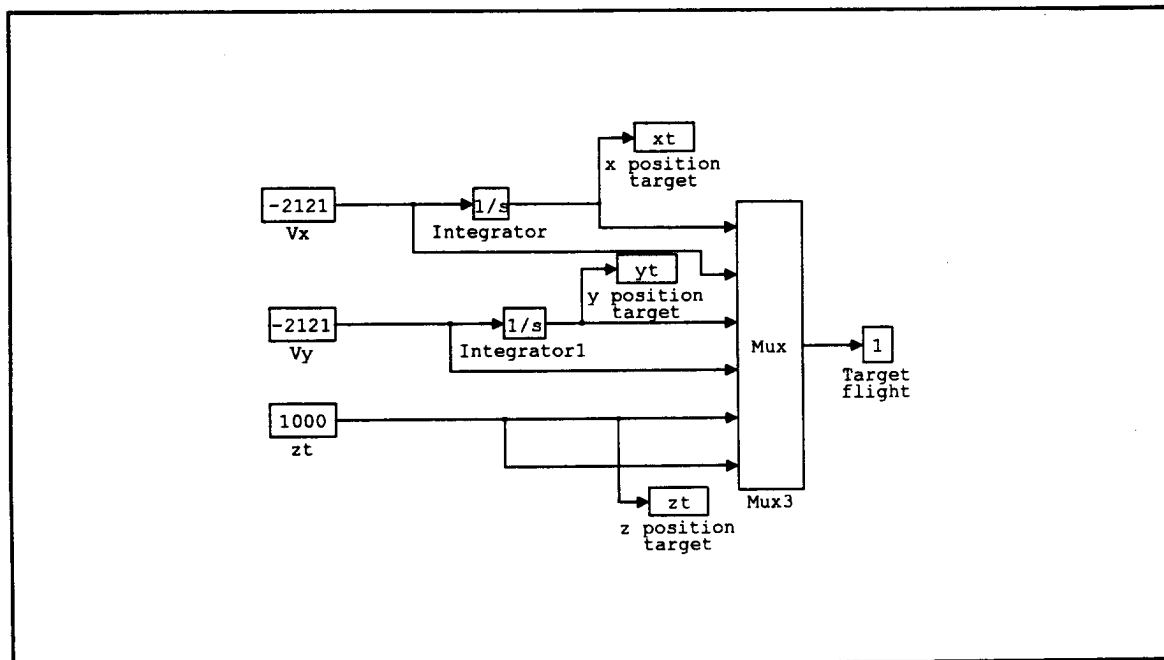 xt
x position
target
-2121
1/s
Vx
Integrator
yt
y position
target
-2121
1/s
Vy
Integrator1
Mux
1
Target
flight
1000
zt
zt
Mux3
z position
target